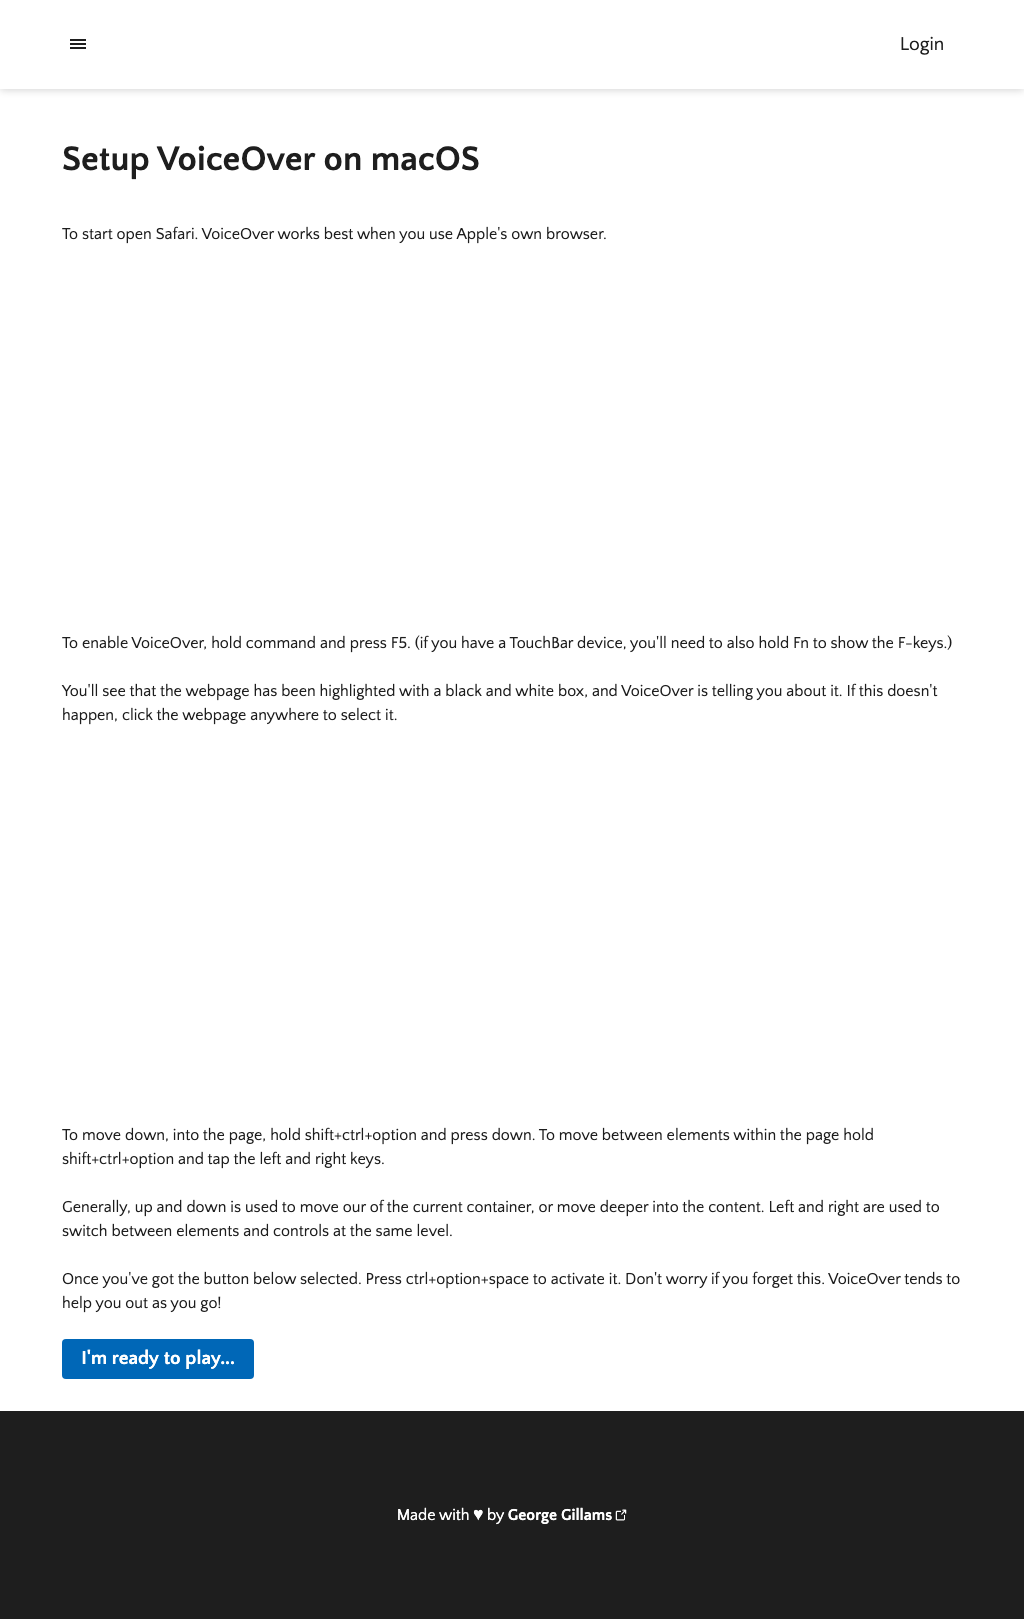 Login
Setup VoiceOver on macOS
To start open Safari. VoiceOver works best when you use Apple's own browser.
To enable VoiceOver, hold command and press F5. (if you have a TouchBar device, you'll need to also hold Fn to show the F-keys.)
You'll see that the webpage has been highlighted with a black and white box, and VoiceOver is telling you about it. If this doesn't
happen, click the webpage anywhere to select it.
To move down, into the page, hold shift+ctrl+option and press down. To move between elements within the page hold
shift+ctrl+option and tap the left and right keys.
Generally, up and down is used to move our of the current container, or move deeper into the content. Left and right are used to
switch between elements and controls at the same level.
Once you've got the button below selected. Press ctrl+option+space to activate it. Don't worry if you forget this. VoiceOver tends to
help you out as you go!
I'm ready to play...
Made with ♥ by George Gillams